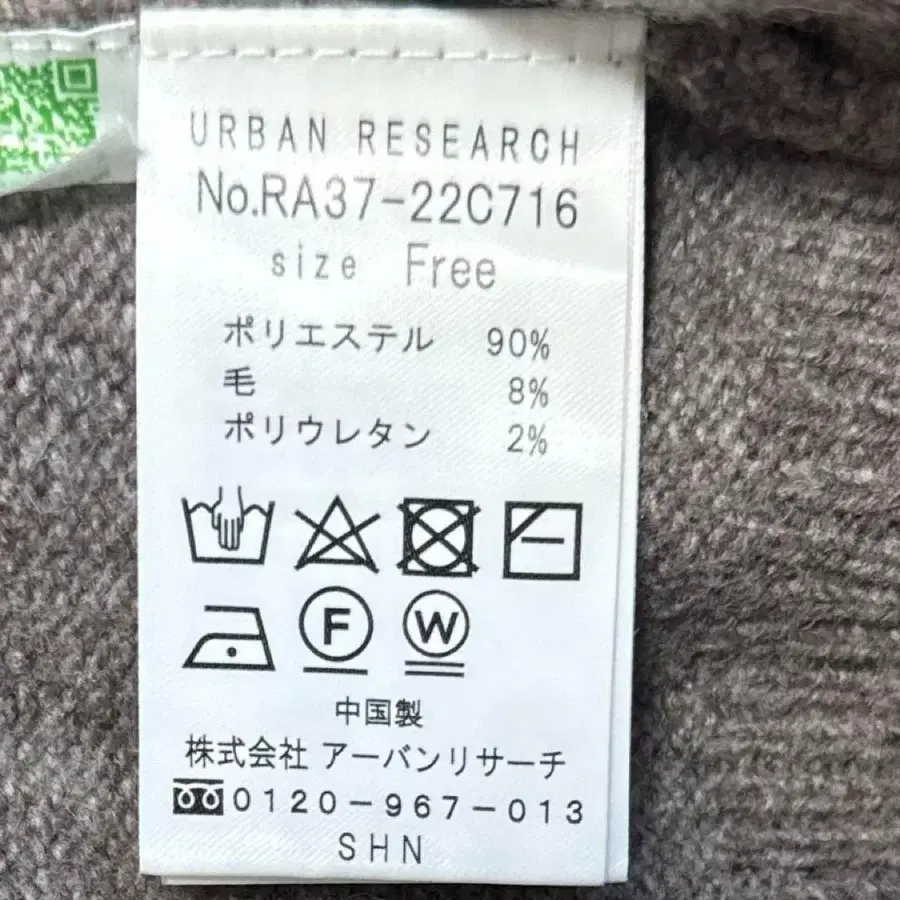 URBAN RESEARCH
No.RA37-22C716
size Free
ポリエステル 90%
毛 8%
ポリウレタン 2%
F W
中国製
株式会社 アーバンリサーチ
0120-967-013
SHN